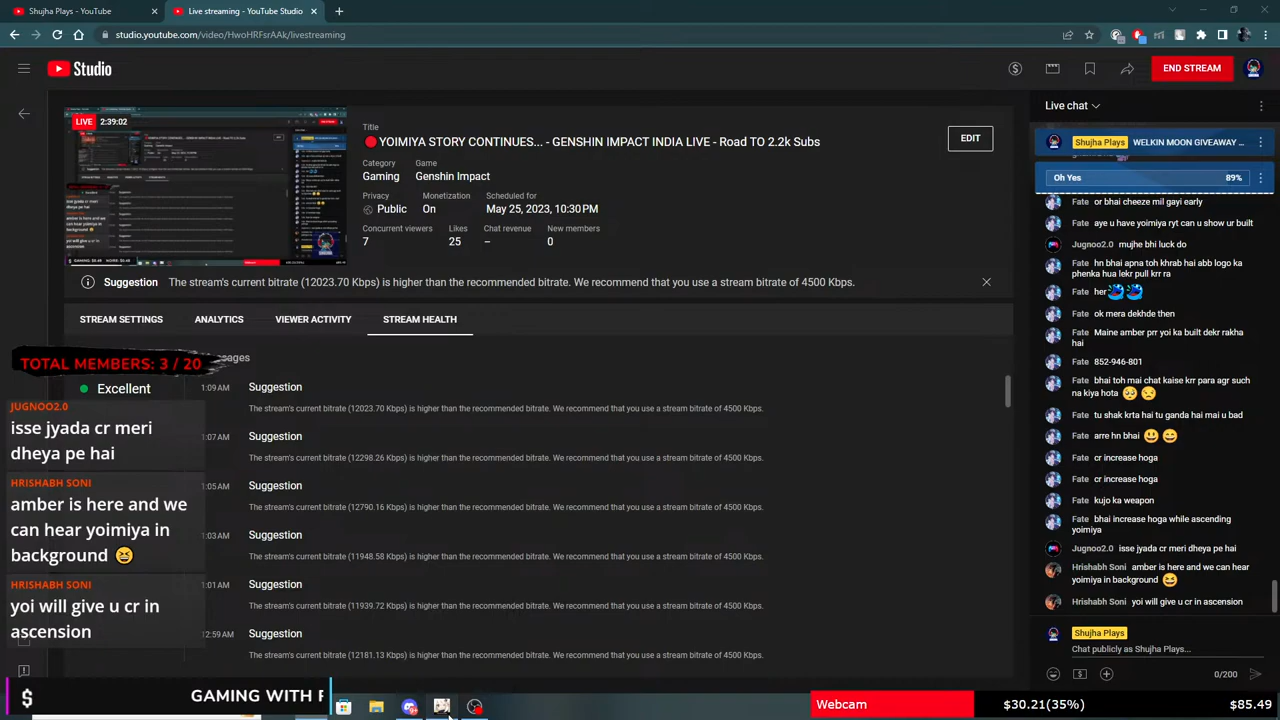 Shujha Plays - YouTube
Live streaming - YouTube Studio
studio.youtube.com/video/HwoHRFsrAAk/livestreaming
Studio
END STREAM
LIVE 2:39:02
Title
🔴YOIMIYA STORY CONTINUES... - GENSHIN IMPACT INDIA LIVE - Road TO 2.2k Subs
EDIT
Category
Game
Gaming
Genshin Impact
Privacy
Monetization
Scheduled for
Public
On
May 25, 2023, 10:30 PM
Concurrent viewers
Likes
Chat revenue
New members
7
25
–
0
Suggestion The stream's current bitrate (12023.70 Kbps) is higher than the recommended bitrate. We recommend that you use a stream bitrate of 4500 Kbps.
STREAM SETTINGS
ANALYTICS
VIEWER ACTIVITY
STREAM HEALTH
TOTAL MEMBERS: 3 / 20
Excellent
1:09 AM
Suggestion
The stream's current bitrate (12023.70 Kbps) is higher than the recommended bitrate. We recommend that you use a stream bitrate of 4500 Kbps.
1:07 AM
Suggestion
The stream's current bitrate (12298.26 Kbps) is higher than the recommended bitrate. We recommend that you use a stream bitrate of 4500 Kbps.
1:05 AM
Suggestion
The stream's current bitrate (12790.16 Kbps) is higher than the recommended bitrate. We recommend that you use a stream bitrate of 4500 Kbps.
1:03 AM
Suggestion
The stream's current bitrate (11948.58 Kbps) is higher than the recommended bitrate. We recommend that you use a stream bitrate of 4500 Kbps.
1:01 AM
Suggestion
The stream's current bitrate (11939.72 Kbps) is higher than the recommended bitrate. We recommend that you use a stream bitrate of 4500 Kbps.
12:59 AM
Suggestion
The stream's current bitrate (12181.13 Kbps) is higher than the recommended bitrate. We recommend that you use a stream bitrate of 4500 Kbps.
JUGNOO2.0
isse jyada cr meri
dheya pe hai
HRISHABH SONI
amber is here and we
can hear yoimiya in
background 😆
HRISHABH SONI
yoi will give u cr in
ascension
$
GAMING WITH
Live chat
Shujha Plays WELKIN MOON GIVEAWAY ...
Oh Yes 89%
Fate or bhai cheeze mil gayi early
Fate aye u have yoimiya ryt can u show ur built
Jugnoo2.0 mujhe bhi luck do
Fate hn bhai apna toh khrab hai abb logo ka
phenka hua lekr pull krr ra
Fate her
Fate ok mera dekhde then
Fate Maine amber prr yoi ka built dekr rakha
hai
Fate 852-946-801
Fate bhai toh mai chat kaise krr para agr such
na kiya hota 🥺😒
Fate tu shak krta hai tu ganda hai mai u bad
Fate arre hn bhai 😃😄
Fate cr increase hoga
Fate cr increase hoga
Fate kujo ka weapon
Fate bhai increase hoga while ascending
yoimiya
Jugnoo2.0 isse jyada cr meri dheya pe hai
Hrishabh Soni amber is here and we can hear
yoimiya in background 😆
Hrishabh Soni yoi will give u cr in ascension
Shujha Plays
Chat publicly as Shujha Plays...
0/200
Webcam
$30.21(35%)
$85.49